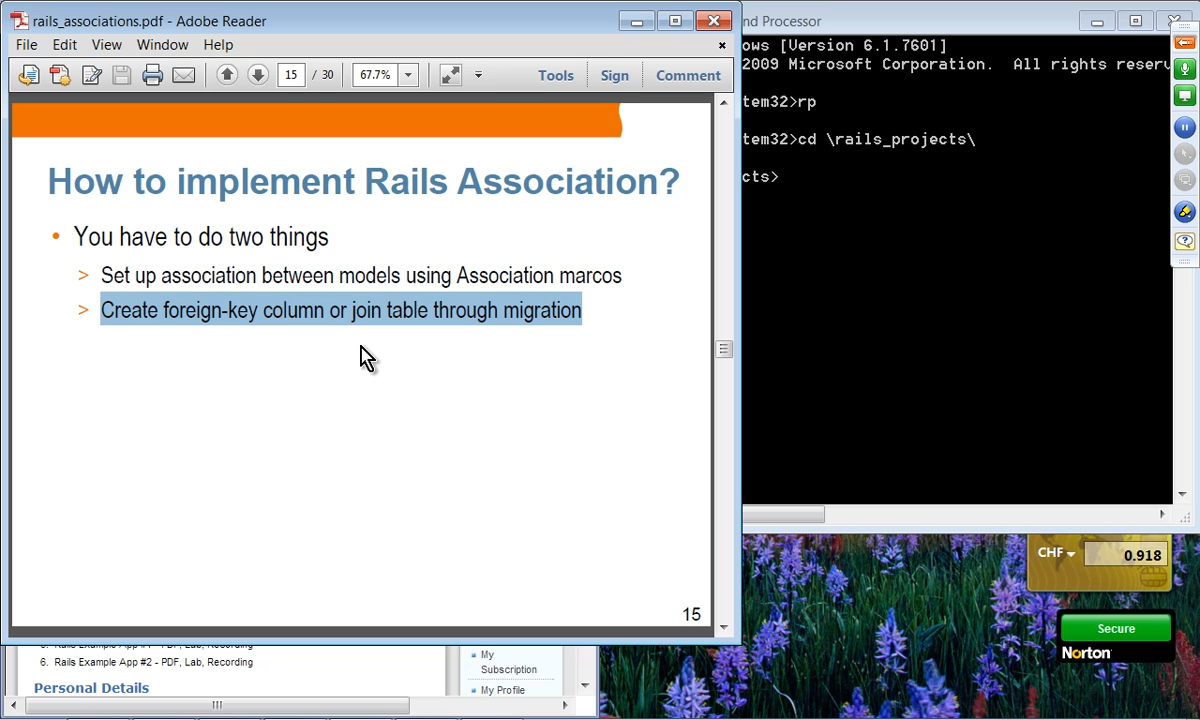 rails_associations.pdf - Adobe Reader
File Edit View Window Help
15 / 30 67.7% Tools Sign Comment
How to implement Rails Association?
• You have to do two things
> Set up association between models using Association marcos
> Create foreign-key column or join table through migration
15
nd Processor
ows [Version 6.1.7601]
2009 Microsoft Corporation. All rights reserv
tem32>rp
tem32>cd \rails_projects\
cts>
CHF 0.918
Secure
Norton
6. Rails Example App #2 - PDF, Lab, Recording
Personal Details
My
Subscription
My Profile